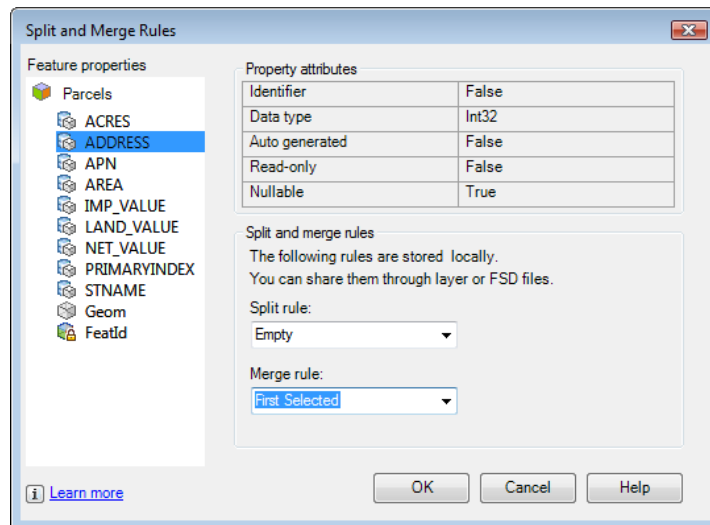 Split and Merge Rules
Feature properties
Parcels
ACRES
ADDRESS
APN
AREA
IMP_VALUE
LAND_VALUE
NET_VALUE
PRIMARYINDEX
STNAME
Geom
FeatId
Property attributes
Identifier False
Data type Int32
Auto generated False
Read-only False
Nullable True
Split and merge rules
The following rules are stored locally.
You can share them through layer or FSD files.
Split rule:
Empty
Merge rule:
First Selected
i Learn more
OK Cancel Help